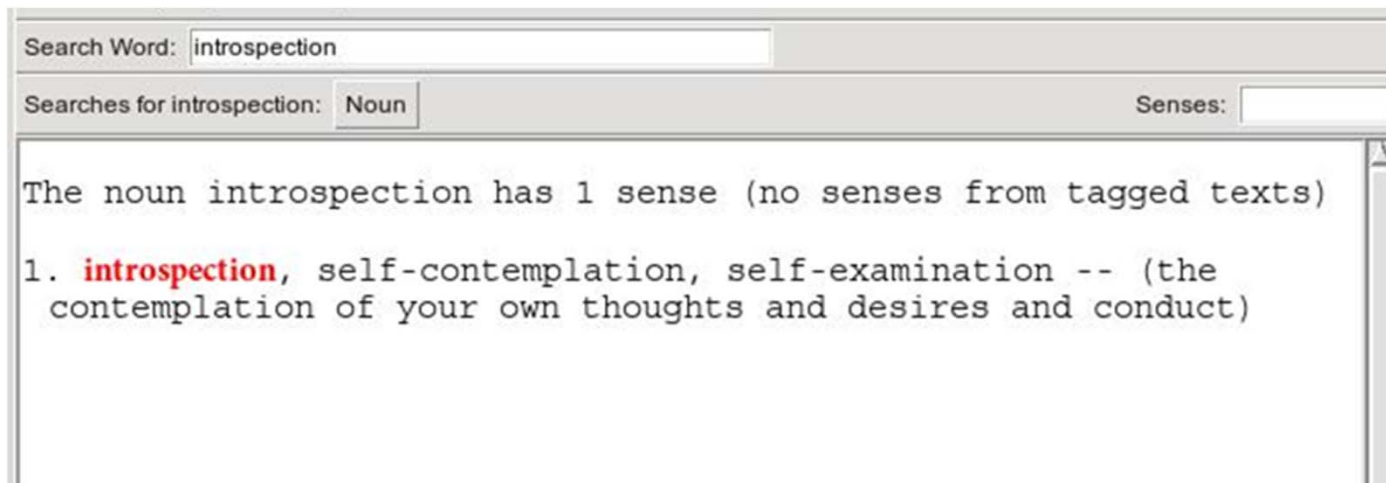 Search Word: introspection
Searches for introspection: Noun Senses:
The noun introspection has 1 sense (no senses from tagged texts)
1. introspection, self-contemplation, self-examination -- (the
contemplation of your own thoughts and desires and conduct)